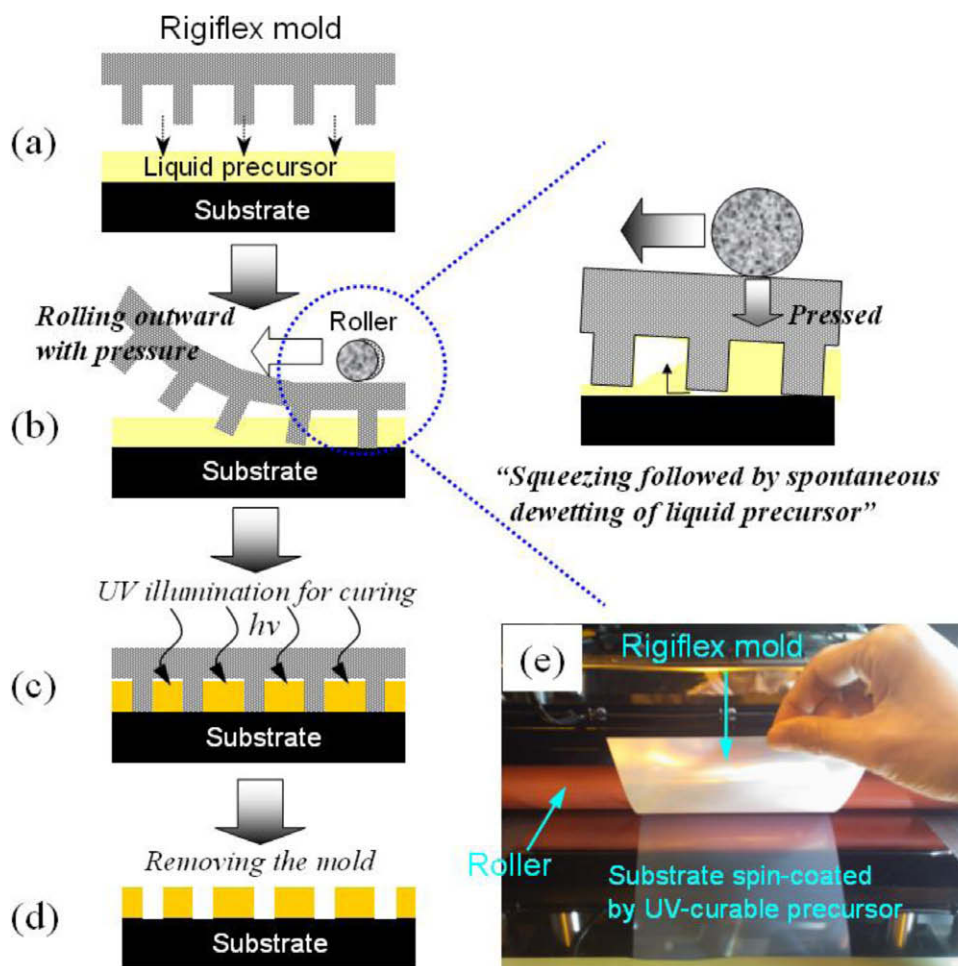 Rigiflex mold
(a)
Liquid precursor
Substrate
Rolling outward
with pressure
Roller
(b)
Substrate
Pressed
“Squeezing followed by spontaneous
dewetting of liquid precursor”
UV illumination for curing
hν
(c)
Substrate
Removing the mold
(d)
Substrate
(e)
Rigiflex mold
Roller
Substrate spin-coated
by UV-curable precursor